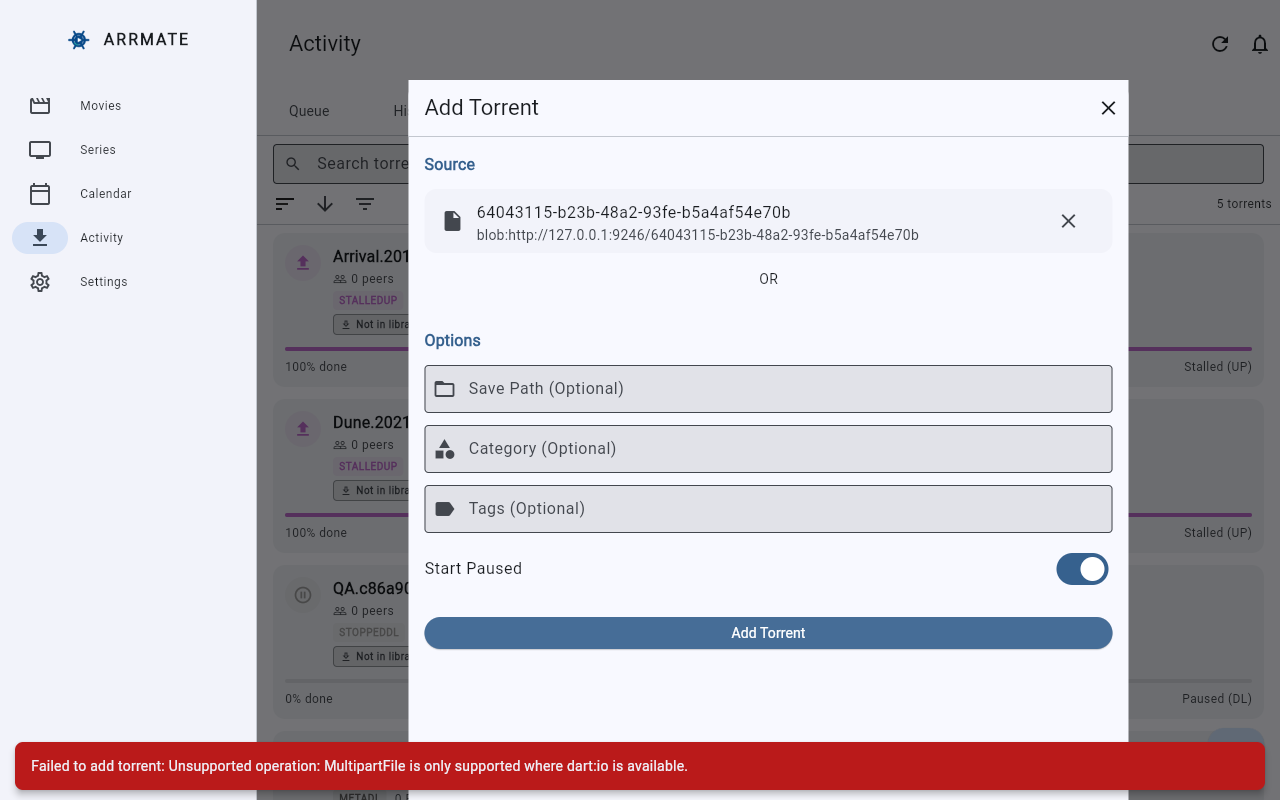 ARRMATE
Movies
Series
Calendar
Activity
Settings
Activity
Queue
Search torre
5 torrents
Arrival.201
0 peers
STALLEDUP
Not in libra
100% done
Stalled (UP)
Dune.2021
0 peers
STALLEDUP
Not in libra
100% done
Stalled (UP)
QA.c86a90
0 peers
STOPPEDDL
Not in libra
0% done
Paused (DL)
Add Torrent
Source
64043115-b23b-48a2-93fe-b5a4af54e70b
blob:http://127.0.0.1:9246/64043115-b23b-48a2-93fe-b5a4af54e70b
OR
Options
Save Path (Optional)
Category (Optional)
Tags (Optional)
Start Paused
Add Torrent
Failed to add torrent: Unsupported operation: MultipartFile is only supported where dart:io is available.